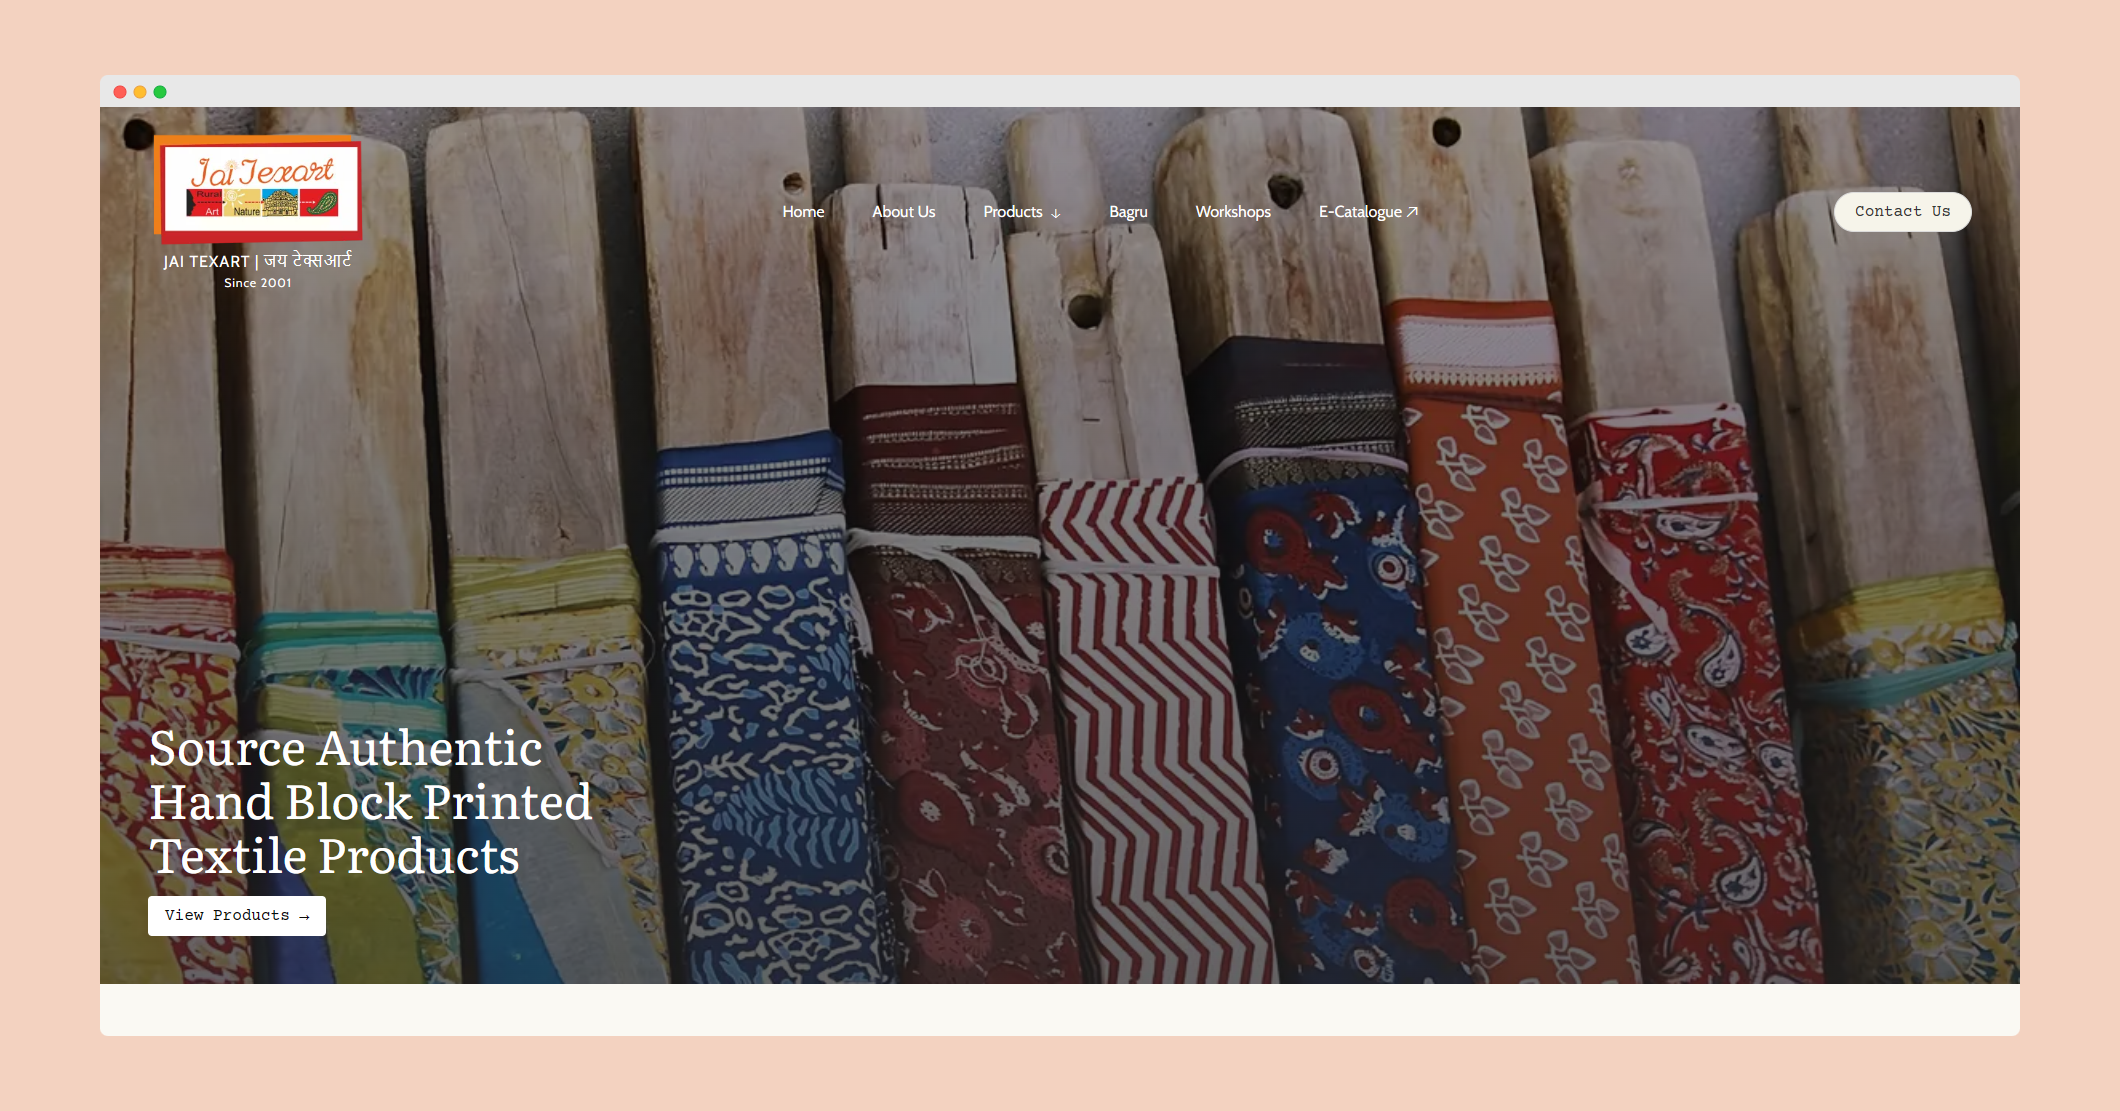 Jai Texart
Rural
Art
Nature
JAI TEXART | जय टेक्सआर्ट
Since 2001
Home
About Us
Products ↓
Bagru
Workshops
E-Catalogue ↗
Contact Us
Source Authentic
Hand Block Printed
Textile Products
View Products →